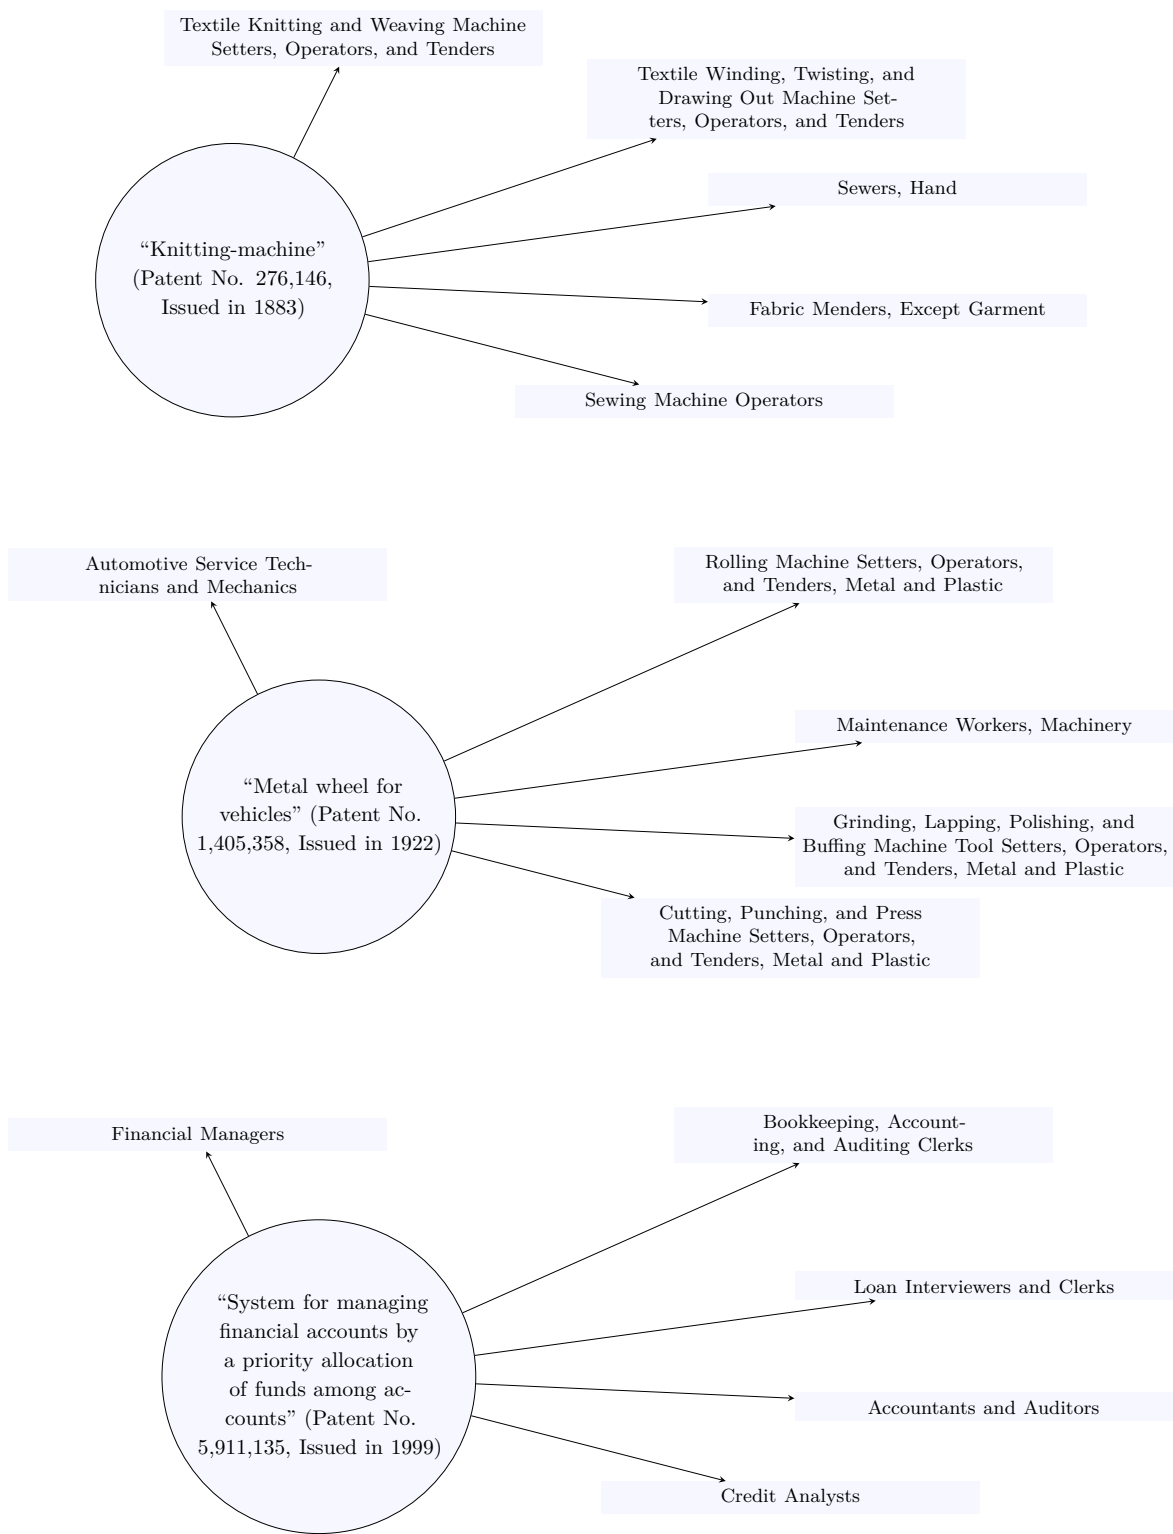 Textile Knitting and Weaving Machine
Setters, Operators, and Tenders
Textile Winding, Twisting, and
Drawing Out Machine Set-
ters, Operators, and Tenders
Sewers, Hand
“Knitting-machine”
(Patent No. 276,146,
Issued in 1883)
Fabric Menders, Except Garment
Sewing Machine Operators
Automotive Service Tech-
nicians and Mechanics
Rolling Machine Setters, Operators,
and Tenders, Metal and Plastic
Maintenance Workers, Machinery
“Metal wheel for
vehicles” (Patent No.
1,405,358, Issued in 1922)
Grinding, Lapping, Polishing, and
Buffing Machine Tool Setters, Operators,
and Tenders, Metal and Plastic
Cutting, Punching, and Press
Machine Setters, Operators,
and Tenders, Metal and Plastic
Financial Managers
Bookkeeping, Account-
ing, and Auditing Clerks
Loan Interviewers and Clerks
“System for managing
financial accounts by
a priority allocation
of funds among ac-
counts” (Patent No.
5,911,135, Issued in 1999)
Accountants and Auditors
Credit Analysts